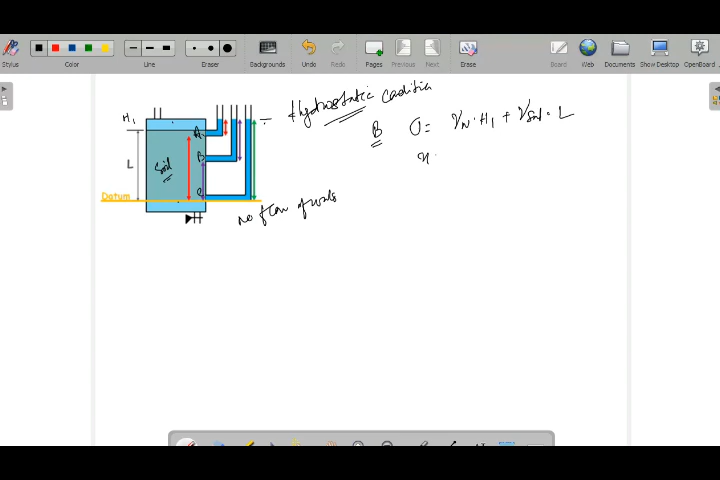 Stylus
Color
Line
Eraser
Backgrounds
Undo
Redo
Pages
Previous
Next
Erase
Board
Web
Documents
Show Desktop
OpenBoard
Hydrostatic Condition
H₁
A
B
C
L
Soil
Datum
no flow of water
B σ = γw · H₁ + γsat · L
u